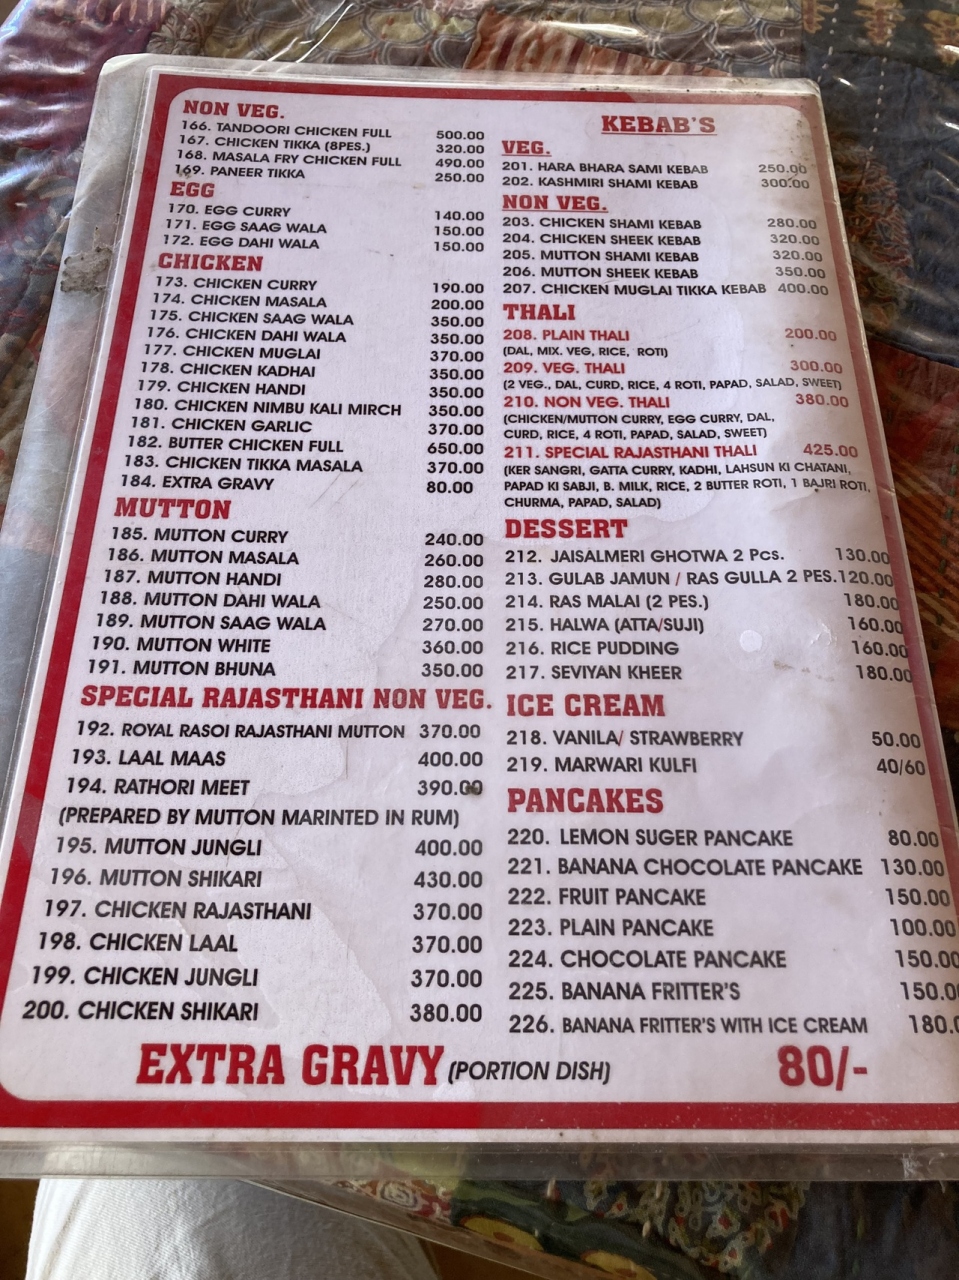 NON VEG.
166. TANDOORI CHICKEN FULL 500.00
167. CHICKEN TIKKA (8PES.) 320.00
168. MASALA FRY CHICKEN FULL 490.00
169. PANEER TIKKA 250.00
EGG
170. EGG CURRY 140.00
171. EGG SAAG WALA 150.00
172. EGG DAHI WALA 150.00
CHICKEN
173. CHICKEN CURRY 190.00
174. CHICKEN MASALA 200.00
175. CHICKEN SAAG WALA 350.00
176. CHICKEN DAHI WALA 350.00
177. CHICKEN MUGLAI 370.00
178. CHICKEN KADHAI 350.00
179. CHICKEN HANDI 350.00
180. CHICKEN NIMBU KALI MIRCH 350.00
181. CHICKEN GARLIC 370.00
182. BUTTER CHICKEN FULL 650.00
183. CHICKEN TIKKA MASALA 370.00
184. EXTRA GRAVY 80.00
MUTTON
185. MUTTON CURRY 240.00
186. MUTTON MASALA 260.00
187. MUTTON HANDI 280.00
188. MUTTON DAHI WALA 250.00
189. MUTTON SAAG WALA 270.00
190. MUTTON WHITE 360.00
191. MUTTON BHUNA 350.00
SPECIAL RAJASTHANI NON VEG.
192. ROYAL RASOI RAJASTHANI MUTTON 370.00
193. LAAL MAAS 400.00
194. RATHORI MEET 390.00
(PREPARED BY MUTTON MARINTED IN RUM)
195. MUTTON JUNGLI 400.00
196. MUTTON SHIKARI 430.00
197. CHICKEN RAJASTHANI 370.00
198. CHICKEN LAAL 370.00
199. CHICKEN JUNGLI 370.00
200. CHICKEN SHIKARI 380.00
KEBAB'S
VEG.
201. HARA BHARA SAMI KEBAB 250.00
202. KASHMIRI SHAMI KEBAB 300.00
NON VEG.
203. CHICKEN SHAMI KEBAB 280.00
204. CHICKEN SHEEK KEBAB 320.00
205. MUTTON SHAMI KEBAB 320.00
206. MUTTON SHEEK KEBAB 350.00
207. CHICKEN MUGLAI TIKKA KEBAB 400.00
THALI
208. PLAIN THALI 200.00
(DAL, MIX. VEG, RICE, ROTI)
209. VEG. THALI 300.00
(2 VEG., DAL, CURD, RICE, 4 ROTI, PAPAD, SALAD, SWEET)
210. NON VEG. THALI 380.00
(CHICKEN/MUTTON CURRY, EGG CURRY, DAL,
CURD, RICE, 4 ROTI, PAPAD, SALAD, SWEET)
211. SPECIAL RAJASTHANI THALI 425.00
(KER SANGRI, GATTA CURRY, KADHI, LAHSUN KI CHATANI,
PAPAD KI SABJI, B. MILK, RICE, 2 BUTTER ROTI, 1 BAJRI ROTI,
CHURMA, PAPAD, SALAD)
DESSERT
212. JAISALMERI GHOTWA 2 Pcs. 130.00
213. GULAB JAMUN / RAS GULLA 2 PES. 120.00
214. RAS MALAI (2 PES.) 180.00
215. HALWA (ATTA/SUJI) 160.00
216. RICE PUDDING 160.00
217. SEVIYAN KHEER 180.00
ICE CREAM
218. VANILA/ STRAWBERRY 50.00
219. MARWARI KULFI 40/60
PANCAKES
220. LEMON SUGER PANCAKE 80.00
221. BANANA CHOCOLATE PANCAKE 130.00
222. FRUIT PANCAKE 150.00
223. PLAIN PANCAKE 100.00
224. CHOCOLATE PANCAKE 150.00
225. BANANA FRITTER'S 150.0
226. BANANA FRITTER'S WITH ICE CREAM 180.0
EXTRA GRAVY (PORTION DISH) 80/-